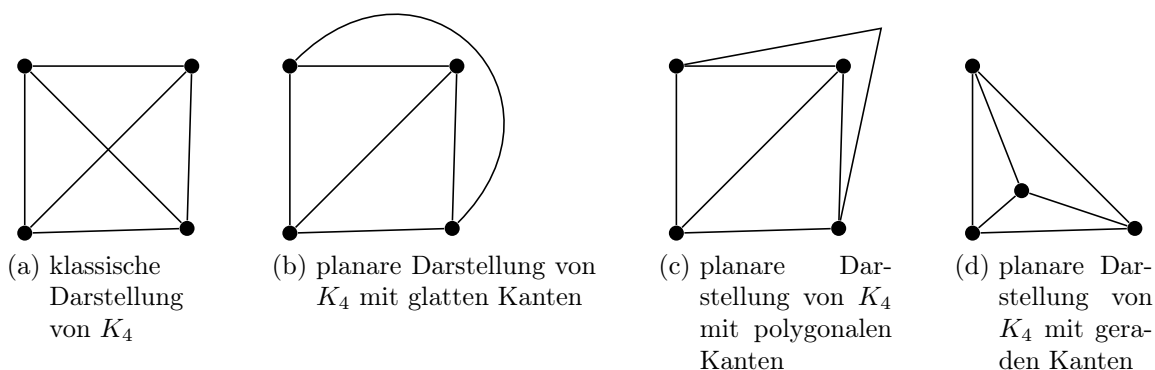 (a) klassische
Darstellung
von K₄
(b) planare Darstellung von
K₄ mit glatten Kanten
(c) planare Dar-
stellung von K₄
mit polygonalen
Kanten
(d) planare Dar-
stellung von
K₄ mit gera-
den Kanten